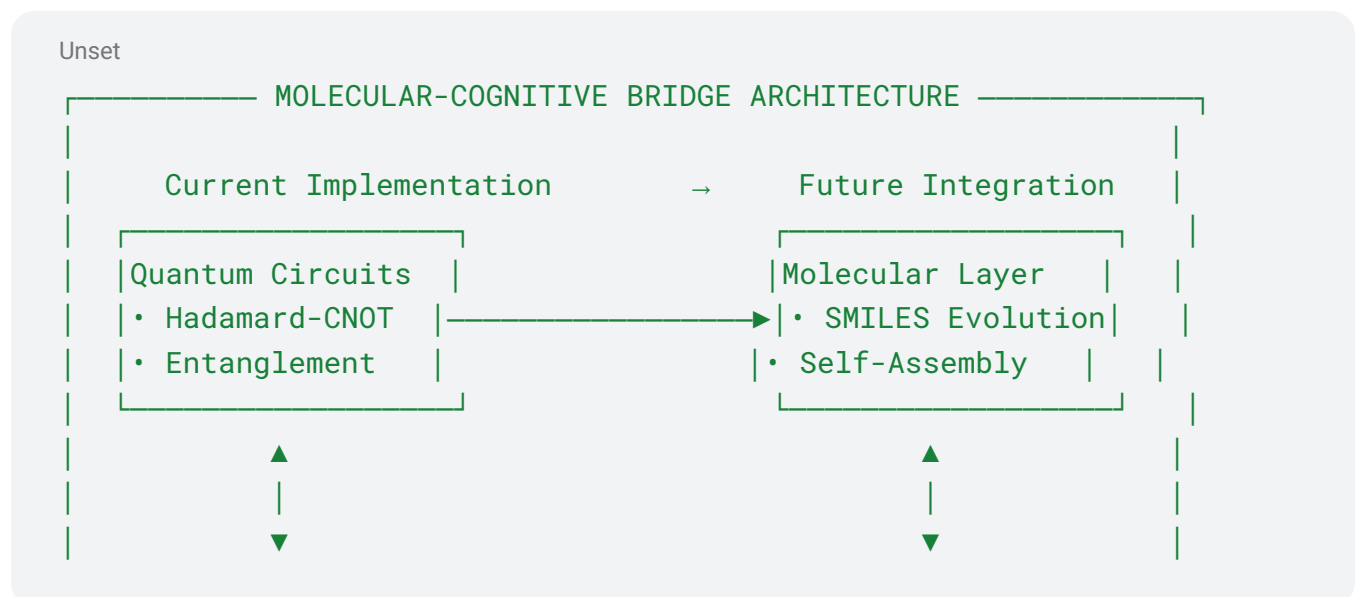 Unset
MOLECULAR-COGNITIVE BRIDGE ARCHITECTURE
Current Implementation → Future Integration
Quantum Circuits Molecular Layer
• Hadamard-CNOT • SMILES Evolution
• Entanglement • Self-Assembly